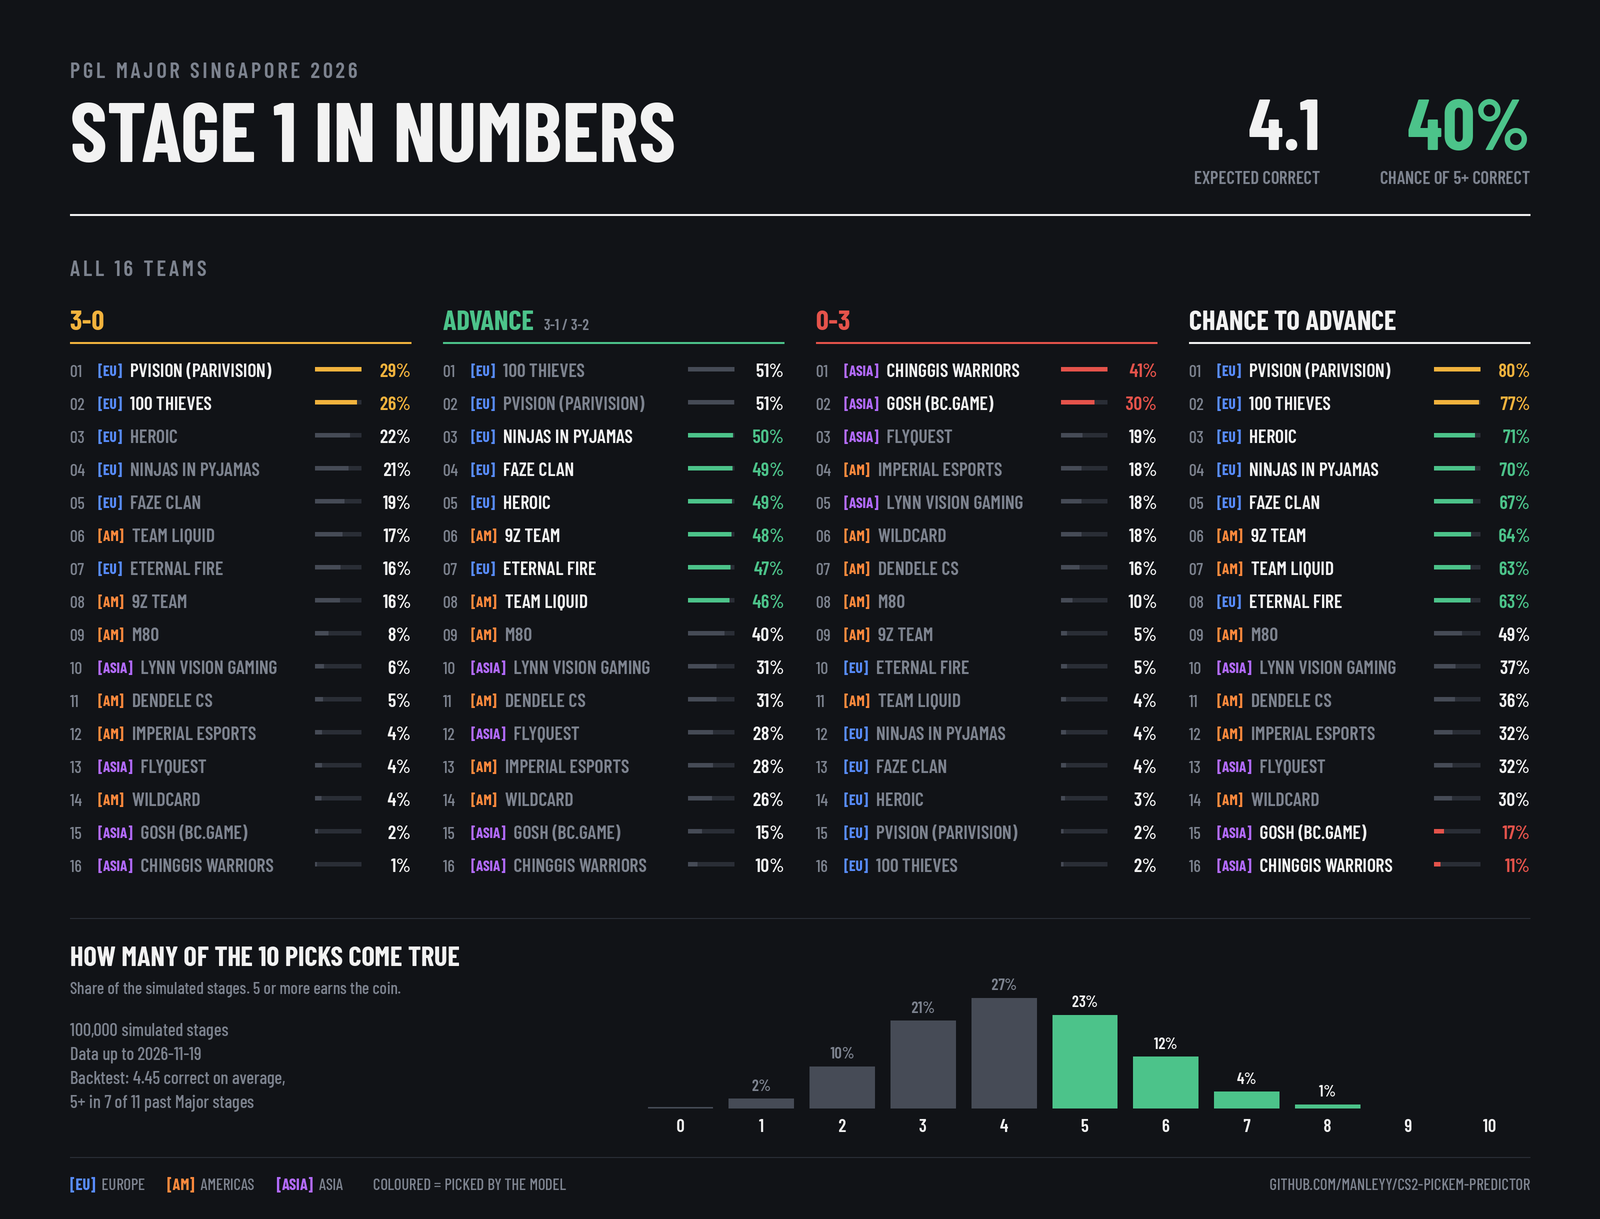 PGL MAJOR SINGAPORE 2026
STAGE 1 IN NUMBERS
4.1
EXPECTED CORRECT
40%
CHANCE OF 5+ CORRECT
ALL 16 TEAMS
3-0
01 [EU] PVISION (PARIVISION) 29%
02 [EU] 100 THIEVES 26%
03 [EU] HEROIC 22%
04 [EU] NINJAS IN PYJAMAS 21%
05 [EU] FAZE CLAN 19%
06 [AM] TEAM LIQUID 17%
07 [EU] ETERNAL FIRE 16%
08 [AM] 9Z TEAM 16%
09 [AM] M80 8%
10 [ASIA] LYNN VISION GAMING 6%
11 [AM] DENDELE CS 5%
12 [AM] IMPERIAL ESPORTS 4%
13 [ASIA] FLYQUEST 4%
14 [AM] WILDCARD 4%
15 [ASIA] GOSH (BC.GAME) 2%
16 [ASIA] CHINGGIS WARRIORS 1%
ADVANCE 3-1 / 3-2
01 [EU] 100 THIEVES 51%
02 [EU] PVISION (PARIVISION) 51%
03 [EU] NINJAS IN PYJAMAS 50%
04 [EU] FAZE CLAN 49%
05 [EU] HEROIC 49%
06 [AM] 9Z TEAM 48%
07 [EU] ETERNAL FIRE 47%
08 [AM] TEAM LIQUID 46%
09 [AM] M80 40%
10 [ASIA] LYNN VISION GAMING 31%
11 [AM] DENDELE CS 31%
12 [ASIA] FLYQUEST 28%
13 [AM] IMPERIAL ESPORTS 28%
14 [AM] WILDCARD 26%
15 [ASIA] GOSH (BC.GAME) 15%
16 [ASIA] CHINGGIS WARRIORS 10%
0-3
01 [ASIA] CHINGGIS WARRIORS 41%
02 [ASIA] GOSH (BC.GAME) 30%
03 [ASIA] FLYQUEST 19%
04 [AM] IMPERIAL ESPORTS 18%
05 [ASIA] LYNN VISION GAMING 18%
06 [AM] WILDCARD 18%
07 [AM] DENDELE CS 16%
08 [AM] M80 10%
09 [AM] 9Z TEAM 5%
10 [EU] ETERNAL FIRE 5%
11 [AM] TEAM LIQUID 4%
12 [EU] NINJAS IN PYJAMAS 4%
13 [EU] FAZE CLAN 4%
14 [EU] HEROIC 3%
15 [EU] PVISION (PARIVISION) 2%
16 [EU] 100 THIEVES 2%
CHANCE TO ADVANCE
01 [EU] PVISION (PARIVISION) 80%
02 [EU] 100 THIEVES 77%
03 [EU] HEROIC 71%
04 [EU] NINJAS IN PYJAMAS 70%
05 [EU] FAZE CLAN 67%
06 [AM] 9Z TEAM 64%
07 [AM] TEAM LIQUID 63%
08 [EU] ETERNAL FIRE 63%
09 [AM] M80 49%
10 [ASIA] LYNN VISION GAMING 37%
11 [AM] DENDELE CS 36%
12 [AM] IMPERIAL ESPORTS 32%
13 [ASIA] FLYQUEST 32%
14 [AM] WILDCARD 30%
15 [ASIA] GOSH (BC.GAME) 17%
16 [ASIA] CHINGGIS WARRIORS 11%
HOW MANY OF THE 10 PICKS COME TRUE
Share of the simulated stages. 5 or more earns the coin.
100,000 simulated stages
Data up to 2026-11-19
Backtest: 4.45 correct on average,
5+ in 7 of 11 past Major stages
2% 10% 21% 27% 23% 12% 4% 1%
0 1 2 3 4 5 6 7 8 9 10
[EU] EUROPE [AM] AMERICAS [ASIA] ASIA COLOURED = PICKED BY THE MODEL
GITHUB.COM/MANLEYY/CS2-PICKEM-PREDICTOR